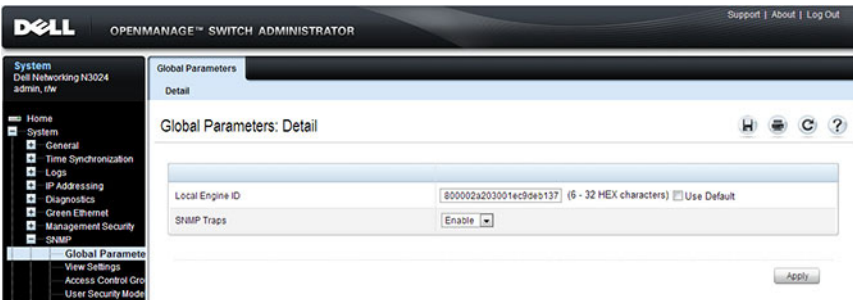 Support | About | Log Out
DELL OPENMANAGE™ SWITCH ADMINISTRATOR
System
Dell Networking N3024
admin, r/w
Home
System
General
Time Synchronization
Logs
IP Addressing
Diagnostics
Green Ethernet
Management Security
SNMP
Global Paramete
View Settings
Access Control Gro
User Security Mode
Global Parameters
Detail
Global Parameters: Detail
Local Engine ID 800002a203001ec9deb137 (6 - 32 HEX characters) Use Default
SNMP Traps Enable
Apply